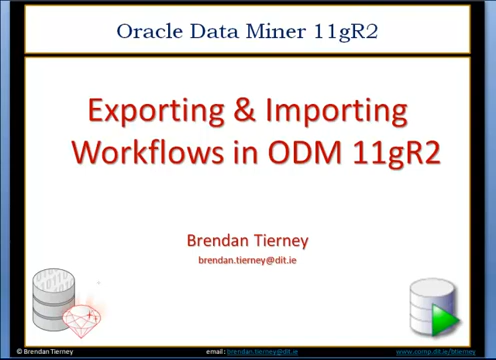 Oracle Data Miner 11gR2
Exporting & Importing
Workflows in ODM 11gR2
Brendan Tierney
brendan.tierney@dit.ie
© Brendan Tierney email: brendan.tierney@dit.ie www.comp.dit.ie/btierney